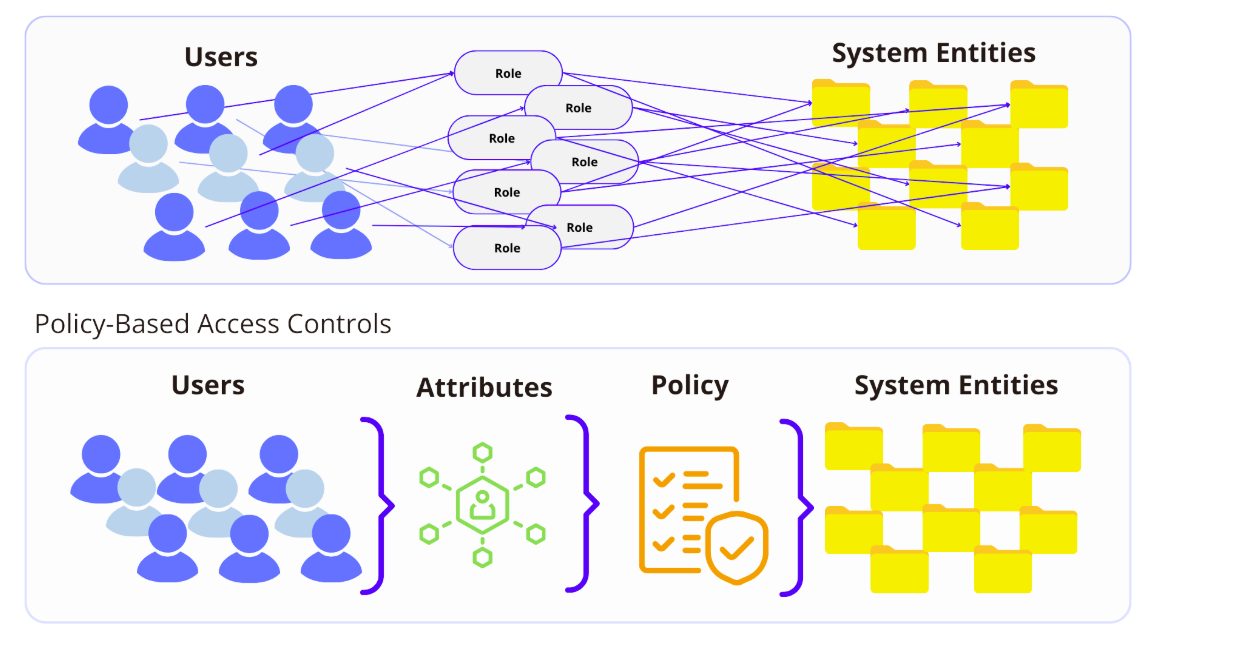 Users
System Entities
Role
Role
Role
Role
Role
Role
Role
Policy-Based Access Controls
Users
Attributes
Policy
System Entities